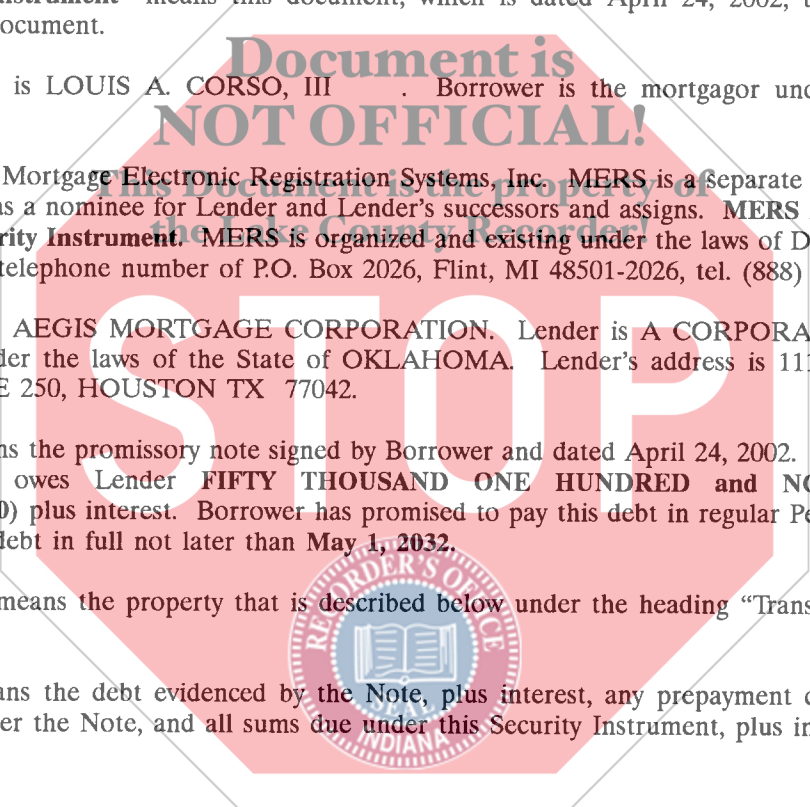 means this document, which is dated April 24, 2002,
ocument.
Document is
is LOUIS A. CORSO, III . Borrower is the mortgagor
NOT OFFICIAL!
Mortgage Electronic Registration Systems, Inc. MERS is a separate
This Document is the property of
as a nominee for Lender and Lender's successors and assigns. MERS
the Lake County Recorder!
rity Instrument. MERS is organized and existing under the laws of D
telephone number of P.O. Box 2026, Flint, MI 48501-2026, tel. (888)
AEGIS MORTGAGE CORPORATION. Lender is A CORPORA
der the laws of the State of OKLAHOMA. Lender's address is 111
E 250, HOUSTON TX 77042.
STOP
ns the promissory note signed by Borrower and dated April 24, 2002.
owes Lender FIFTY THOUSAND ONE HUNDRED and NO
0) plus interest. Borrower has promised to pay this debt in regular Pe
debt in full not later than May 1, 2032.
means the property that is described below under the heading “Trans
RECORDER'S OFFICE
SEAL
INDIANA
ans the debt evidenced by the Note, plus interest, any prepayment
er the Note, and all sums due under this Security Instrument, plus in